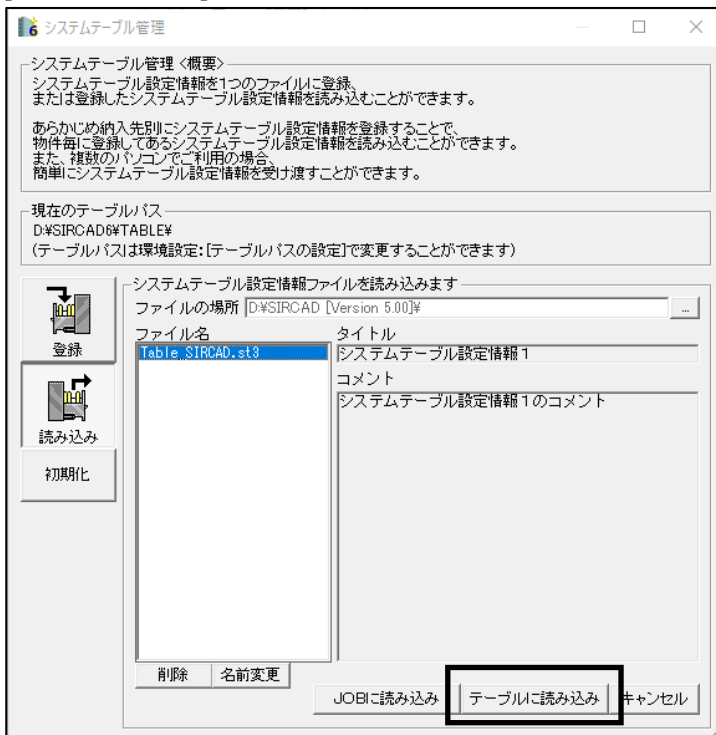 システムテーブル管理
システムテーブル管理〈概要〉
システムテーブル設定情報を1つのファイルに登録、
または登録したシステムテーブル設定情報を読み込むことができます。
あらかじめ納入先別にシステムテーブル設定情報を登録することで、
物件毎に登録してあるシステムテーブル設定情報を読み込むことができます。
また、複数のパソコンでご利用の場合、
簡単にシステムテーブル設定情報を受け渡すことができます。
現在のテーブルパス
D:¥SIRCAD6¥TABLE¥
(テーブルパスは環境設定:[テーブルパスの設定]で変更することができます)
登録
読み込み
初期化
システムテーブル設定情報ファイルを読み込みます
ファイルの場所 D:¥SIRCAD [Version 5.00]¥ ...
ファイル名
Table_SIRCAD.st3
タイトル
システムテーブル設定情報1
コメント
システムテーブル設定情報1のコメント
削除 名前変更
JOBに読み込み テーブルに読み込み キャンセル